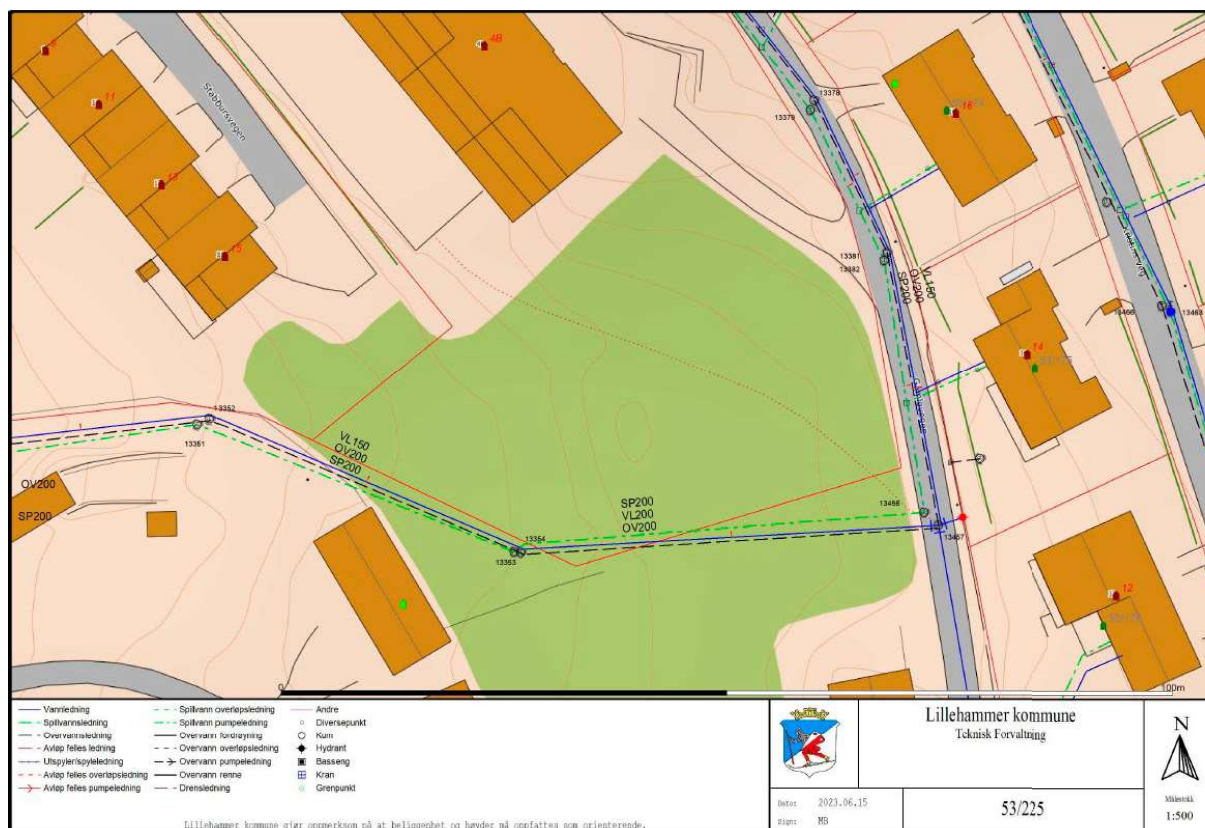 9
11
13
15
Stabbursvegen
4B
13378
13379
16
13381
13382
VL150
OV200
SP200
14
13466
13463
13352
13351
VL150
OV200
SP200
OV200
SP200
SP200
VL200
OV200
13456
13457
13354
13353
12
0
100m
Vannledning
Spillvannsledning
Overvannsledning
Avløp felles ledning
Utspyler/spyleledning
Avløp felles overløpsledning
Avløp felles pumpeledning
Spillvann overløpsledning
Spillvann pumpeledning
Overvann fordrøyning
Overvann overløpsledning
Overvann pumpeledning
Overvann renne
Drensledning
Andre
Diversepunkt
Kum
Hydrant
Basseng
Kran
Grenpunkt
Lillehammer kommune gjør oppmerksom på at beliggenhet og høyder må oppfattes som orienterende.
Lillehammer kommune
Teknisk Forvaltning
Dato: 2023.06.15
Sign: MB
53/225
N
Målestokk
1:500